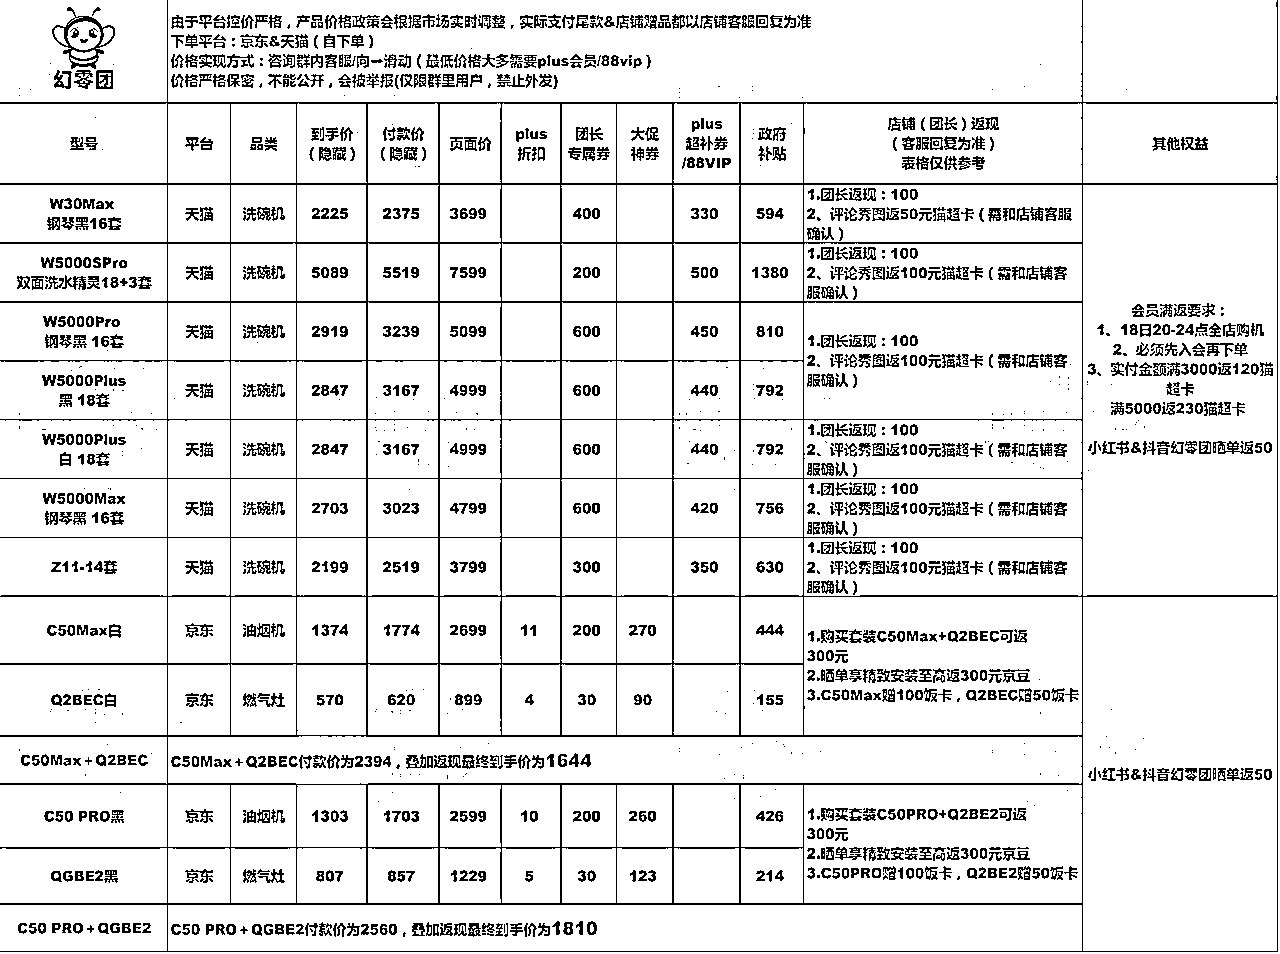 幻零团
由于平台控价严格，产品价格政策会根据市场实时调整，实际支付尾款&店铺赠品都以店铺客服回复为准
下单平台：京东&天猫（自下单）
价格实现方式：咨询群内客服/向一滑动（最低价格大多需要plus会员/88vip）
价格严格保密，不能公开，会被举报(仅限群里用户，禁止外发)
型号 平台 品类 到手价（隐藏） 付款价（隐藏） 页面价 plus折扣 团长专属券 大促神券 plus超补券/88VIP 政府补贴 店铺（团长）返现（客服回复为准）表格仅供参考 其他权益
W30Max 钢琴黑16套 天猫 洗碗机 2225 2375 3699 400 330 594
1.团长返现：100
2、评论秀图返50元猫超卡（需和店铺客服
确认）
W5000SPro 双面洗水精灵18+3套 天猫 洗碗机 5089 5519 7599 200 500 1380
1.团长返现：100
2、评论秀图返100元猫超卡（需和店铺客
服确认）
W5000Pro 钢琴黑 16套 天猫 洗碗机 2919 3239 5099 600 450 810
1.团长返现：100
2、评论秀图返100元猫超卡（需和店铺客
服确认）
W5000Plus 黑 18套 天猫 洗碗机 2847 3167 4999 600 440 792
W5000Plus 白 18套 天猫 洗碗机 2847 3167 4999 600 440 792
1.团长返现：100
2、评论秀图返100元猫超卡（需和店铺客
服确认）
W5000Max 钢琴黑 16套 天猫 洗碗机 2703 3023 4799 600 420 756
1.团长返现：100
2、评论秀图返100元猫超卡（需和店铺客
服确认）
Z11-14套 天猫 洗碗机 2199 2519 3799 300 350 630
1.团长返现：100
2、评论秀图返100元猫超卡（需和店铺客
服确认）
会员满返要求：
1、18日20-24点全店购机
2、必须先入会再下单
3、实付金额满3000返120猫
超卡
满5000返230猫超卡
小红书&抖音幻零团晒单返50
C50Max白 京东 油烟机 1374 1774 2699 11 200 270 444
Q2BEC白 京东 燃气灶 570 620 899 4 30 90 155
1.购买套装C50Max+Q2BEC可返
300元
2.晒单享精致安装至高返300元京豆
3.C50Max赠100饭卡，Q2BEC赠50饭卡
C50Max+Q2BEC C50Max+Q2BEC付款价为2394，叠加返现最终到手价为1644
小红书&抖音幻零团晒单返50
C50 PRO黑 京东 油烟机 1303 1703 2599 10 200 260 426
QGBE2黑 京东 燃气灶 807 857 1229 5 30 123 214
1.购买套装C50PRO+Q2BE2可返
300元
2.晒单享精致安装至高返300元京豆
3.C50PRO赠100饭卡，Q2BE2赠50饭卡
C50 PRO+QGBE2 C50 PRO+QGBE2付款价为2560，叠加返现最终到手价为1810